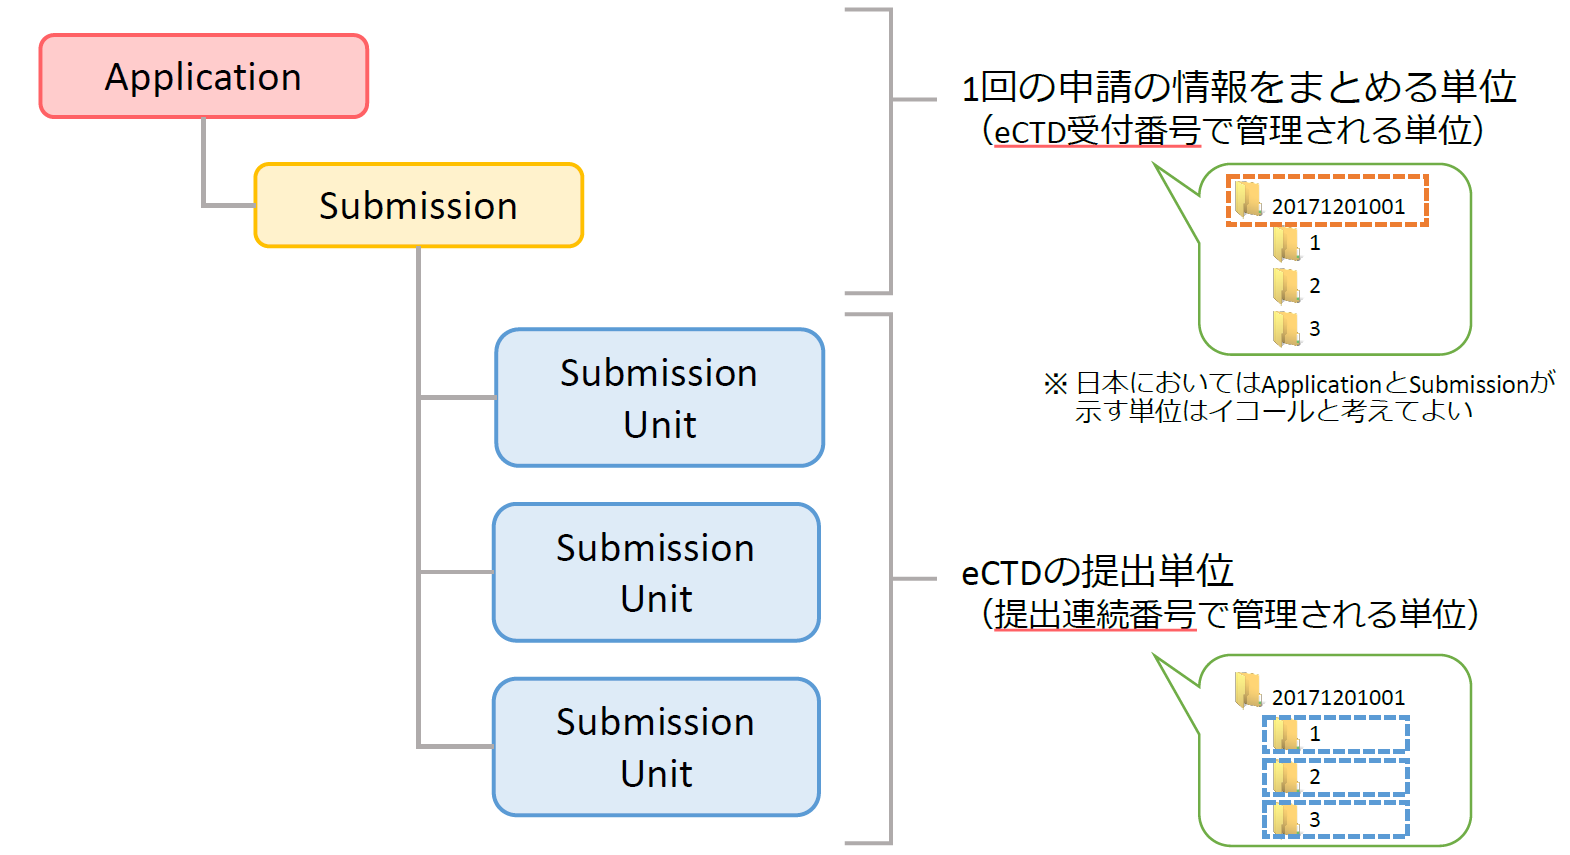 Application
Submission
Submission
Unit
Submission
Unit
Submission
Unit
1回の申請の情報をまとめる単位
（eCTD受付番号で管理される単位）
20171201001
1
2
3
※ 日本においてはApplicationとSubmissionが
示す単位はイコールと考えてよい
eCTDの提出単位
（提出連続番号で管理される単位）
20171201001
1
2
3